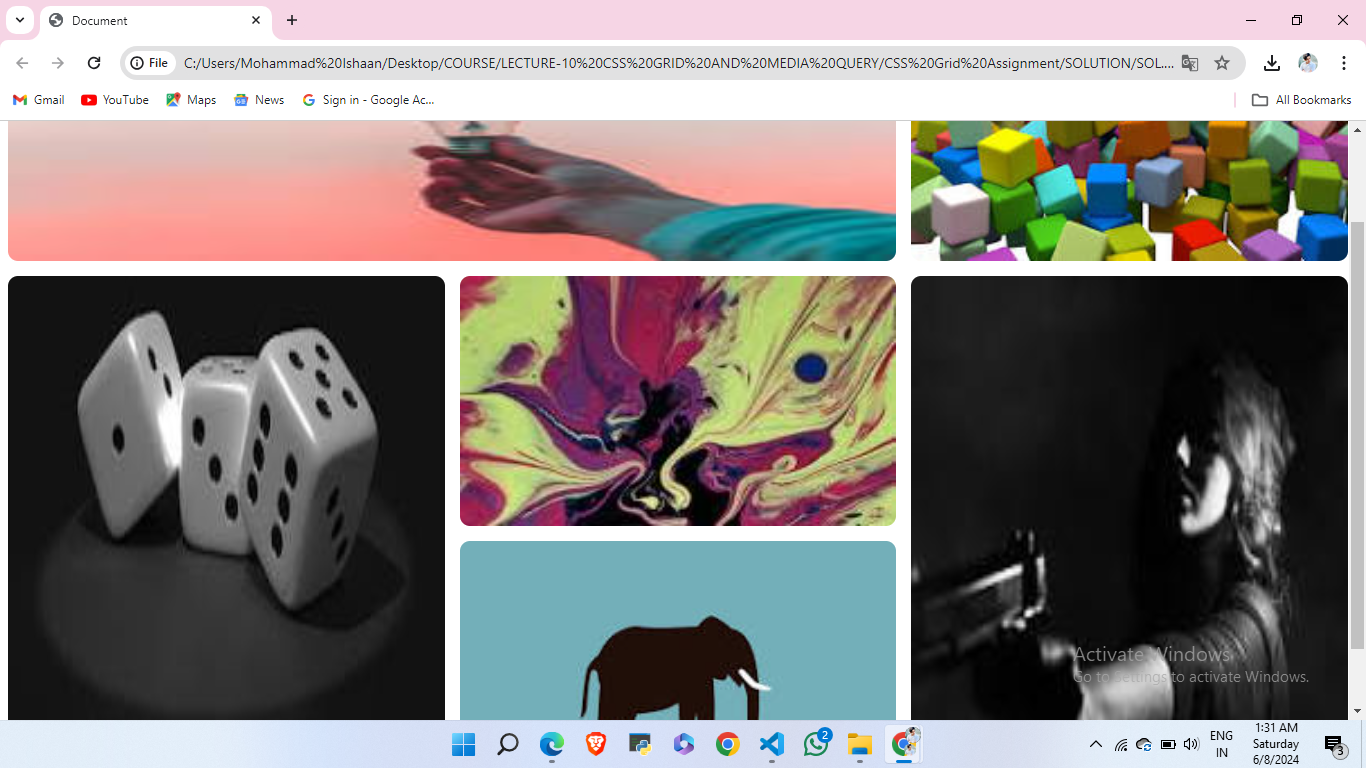 Document
File
C:/Users/Mohammad%20Ishaan/Desktop/COURSE/LECTURE-10%20CSS%20GRID%20AND%20MEDIA%20QUERY/CSS%20Grid%20Assignment/SOLUTION/SOL....
Gmail
YouTube
Maps
News
Sign in - Google Ac...
All Bookmarks
Activate Windows
Go to Settings to activate Windows.
2
ENG
IN
1:31 AM
Saturday
6/8/2024
3